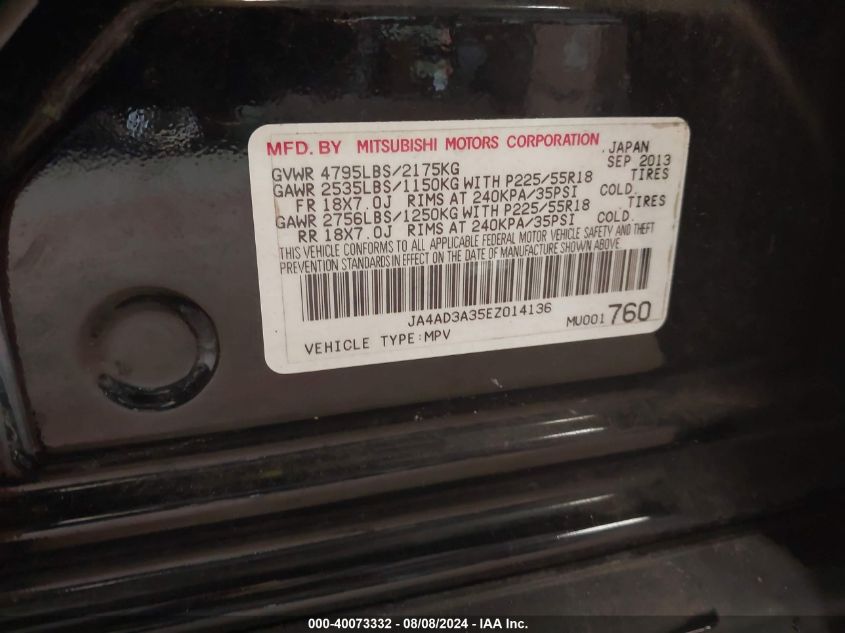 MFD. BY MITSUBISHI MOTORS CORPORATION JAPAN
SEP 2013
GVWR 4795LBS/2175KG
GAWR 2535LBS/1150KG WITH P225/55R18 TIRES
FR 18X7.0J RIMS AT 240KPA/35PSI COLD.
GAWR 2756LBS/1250KG WITH P225/55R18 TIRES
RR 18X7.0J RIMS AT 240KPA/35PSI COLD.
THIS VEHICLE CONFORMS TO ALL APPLICABLE FEDERAL MOTOR VEHICLE SAFETY AND THEFT
PREVENTION STANDARDS IN EFFECT ON THE DATE OF MANUFACTURE SHOWN ABOVE.
JA4AD3A35EZ014136
VEHICLE TYPE:MPV MU001 760
000-40073332 - 08/08/2024 - IAA Inc.